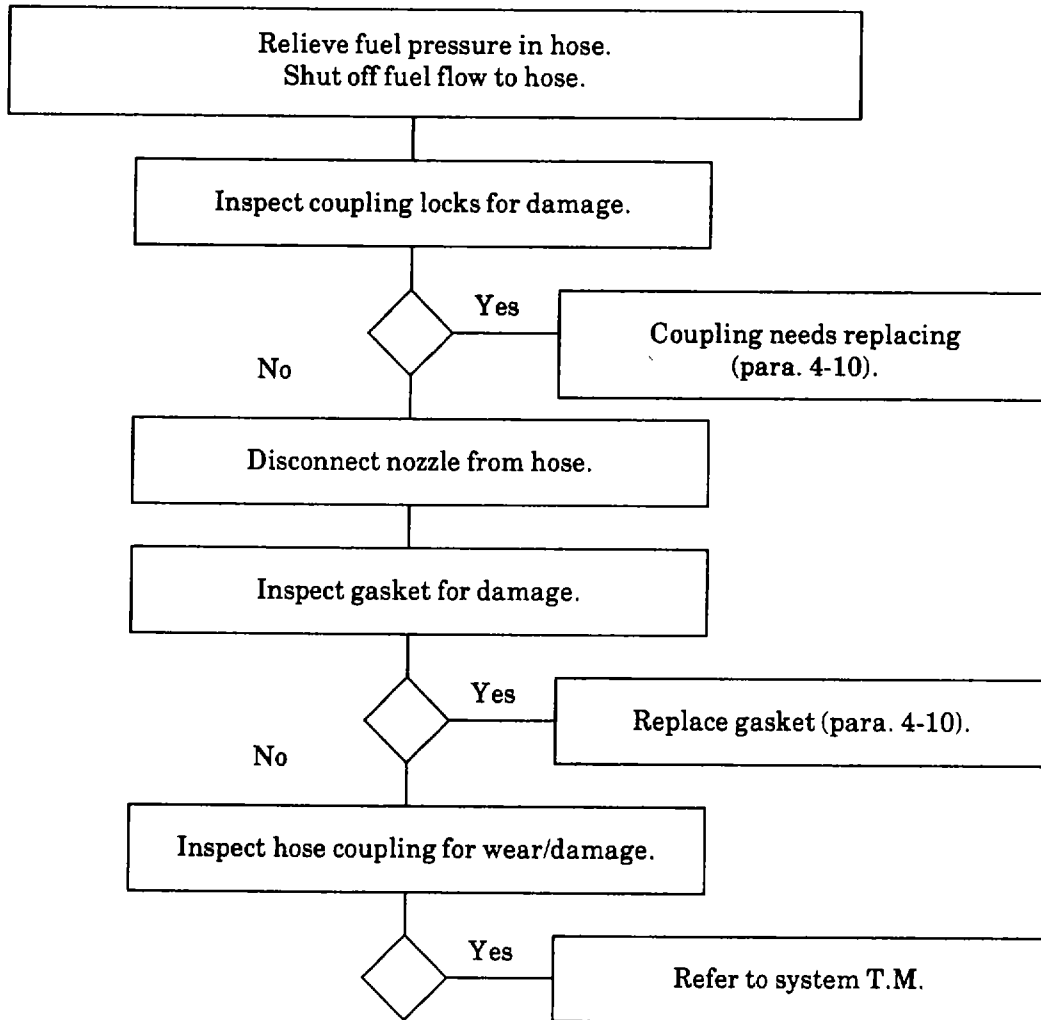 Relieve fuel pressure in hose.
Shut off fuel flow to hose.
Inspect coupling locks for damage.
Yes
Coupling needs replacing
(para. 4-10).
No
Disconnect nozzle from hose.
Inspect gasket for damage.
Yes
Replace gasket (para. 4-10).
No
Inspect hose coupling for wear/damage.
Yes
Refer to system T.M.